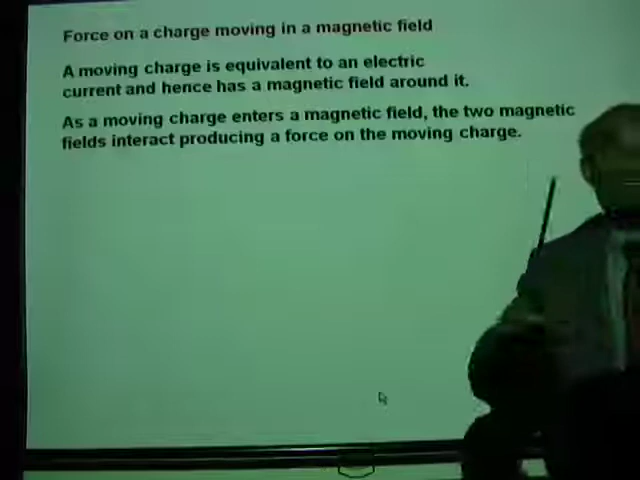 Force on a charge moving in a magnetic field
A moving charge is equivalent to an electric
current and hence has a magnetic field around it.
As a moving charge enters a magnetic field, the two magnetic
fields interact producing a force on the moving charge.